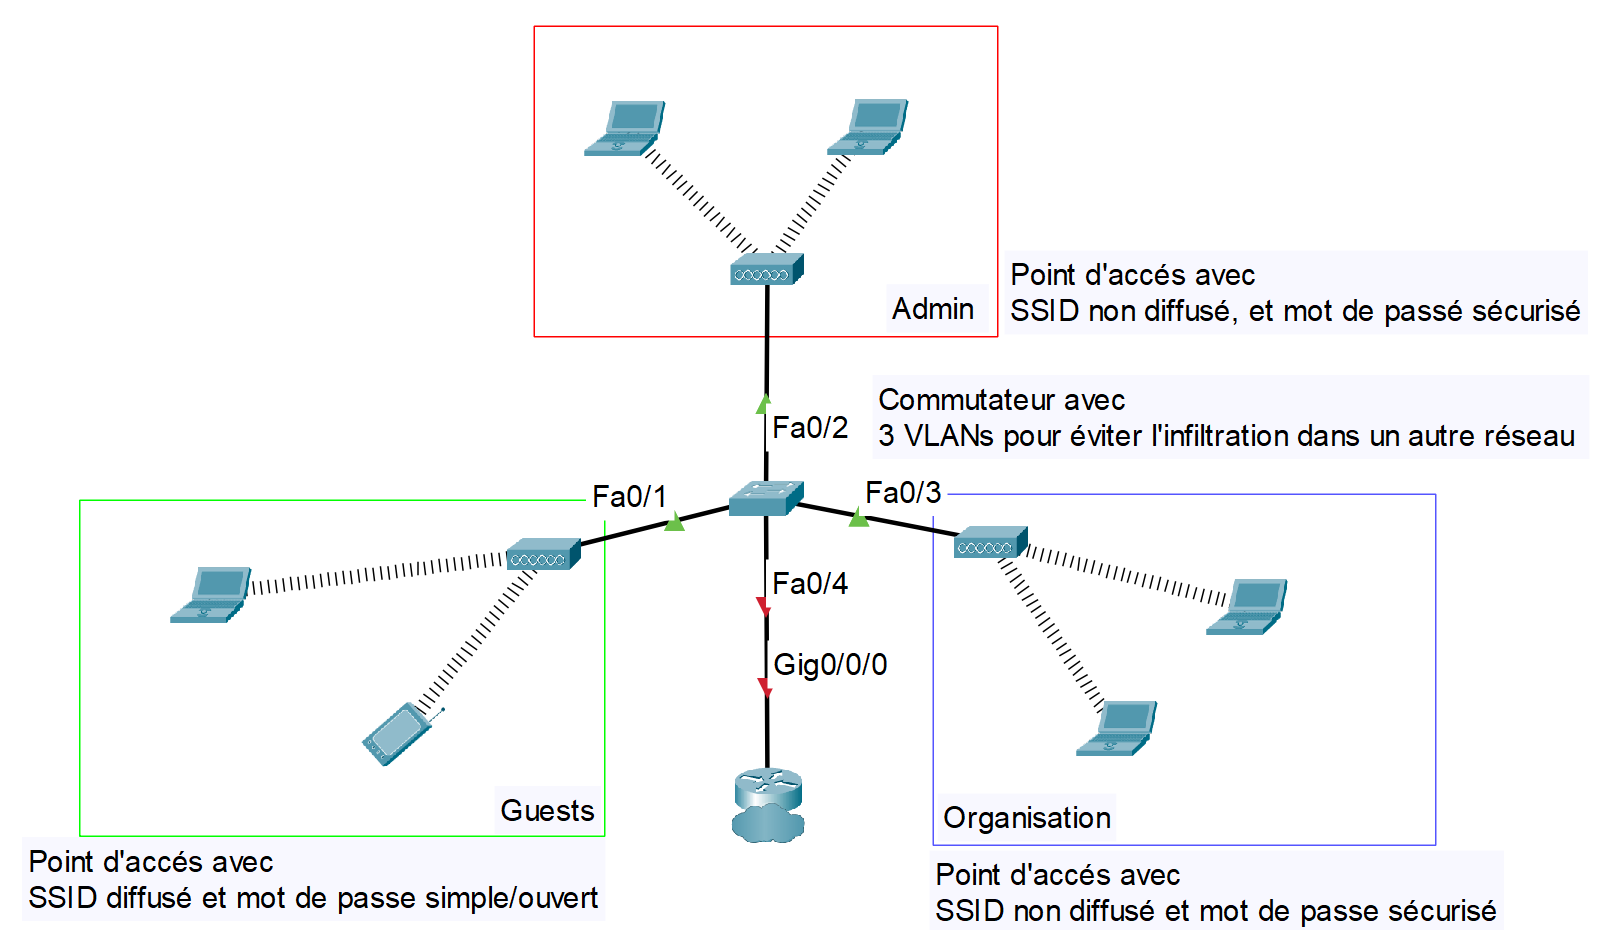 Admin
Point d'accés avec
SSID non diffusé, et mot de passé sécurisé
Commutateur avec
3 VLANs pour éviter l'infiltration dans un autre réseau
Fa0/2
Fa0/1
Fa0/3
Fa0/4
Gig0/0/0
Guests
Point d'accés avec
SSID diffusé et mot de passe simple/ouvert
Organisation
Point d'accés avec
SSID non diffusé et mot de passe sécurisé